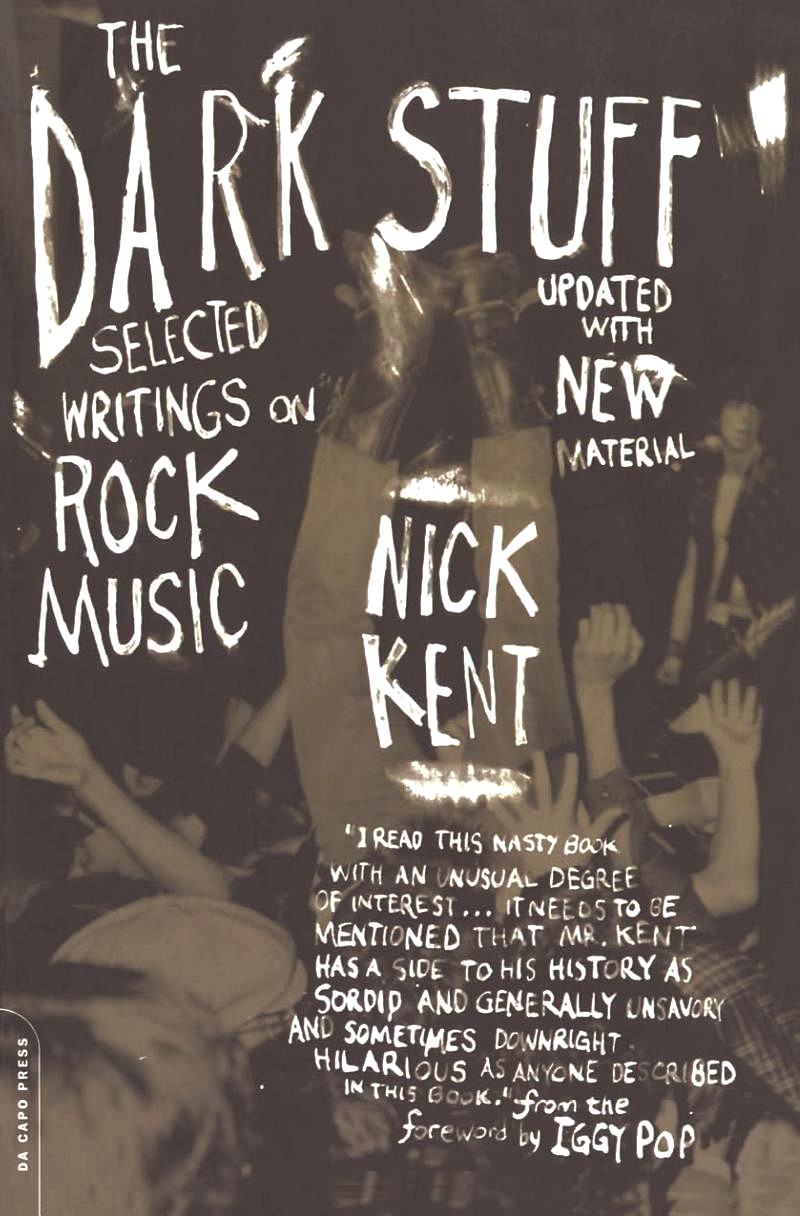 THE
DARK STUFF
SELECTED
WRITINGS ON
ROCK
MUSIC
UPDATED
WITH
NEW
MATERIAL
NICK
KENT
"I READ THIS NASTY BOOK
WITH AN UNUSUAL DEGREE
OF INTEREST... IT NEEDS TO BE
MENTIONED THAT MR. KENT
HAS A SIDE TO HIS HISTORY AS
SORDID AND GENERALLY UNSAVORY
AND SOMETIMES DOWNRIGHT
HILARIOUS AS ANYONE DESCRIBED
IN THIS BOOK." from the
foreword by IGGY POP
DA CAPO PRESS